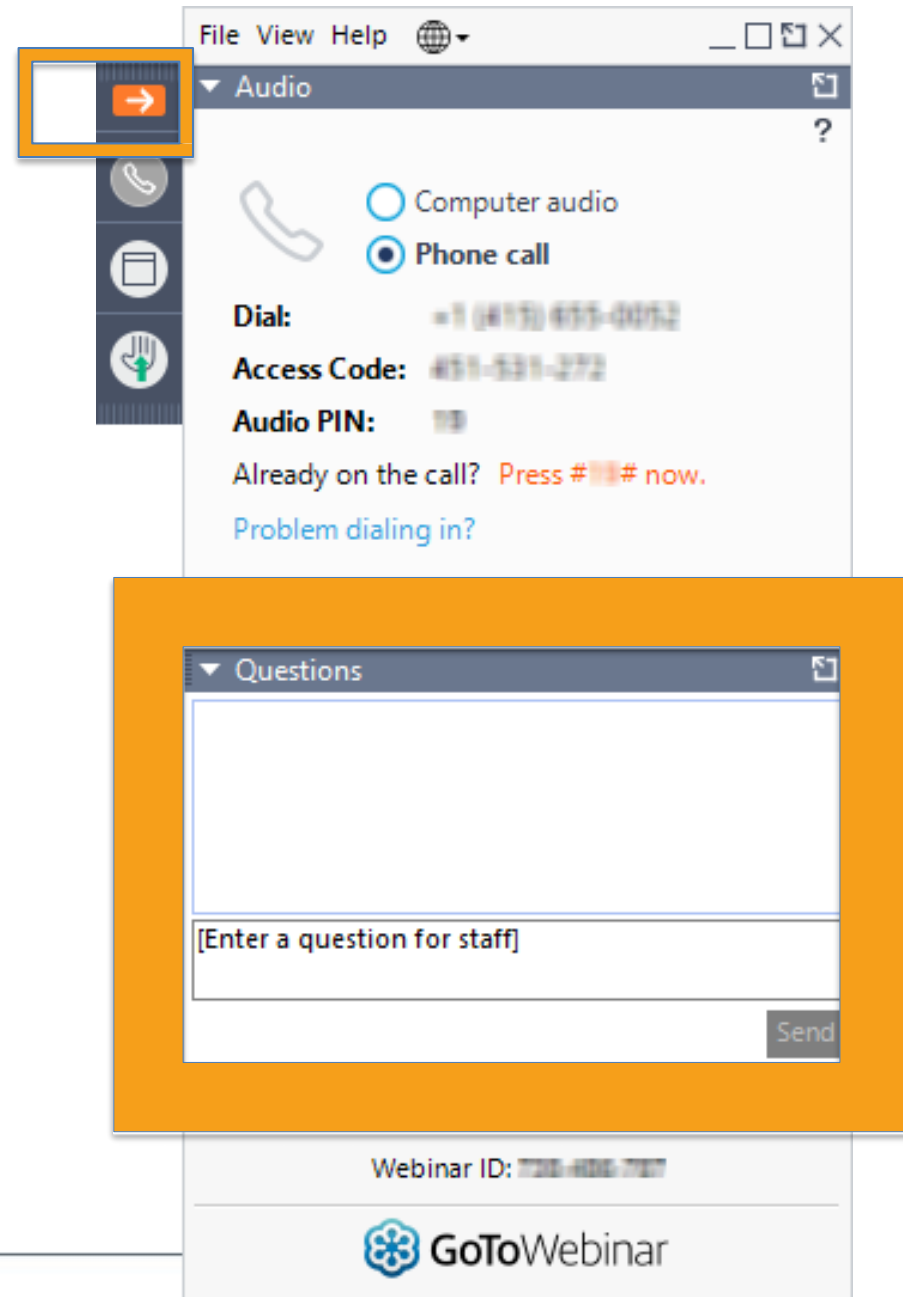 File View Help
Audio
?
Computer audio
Phone call
Dial:
Access Code:
Audio PIN:
Already on the call? Press # # now.
Problem dialing in?
Questions
[Enter a question for staff]
Send
Webinar ID:
GoToWebinar